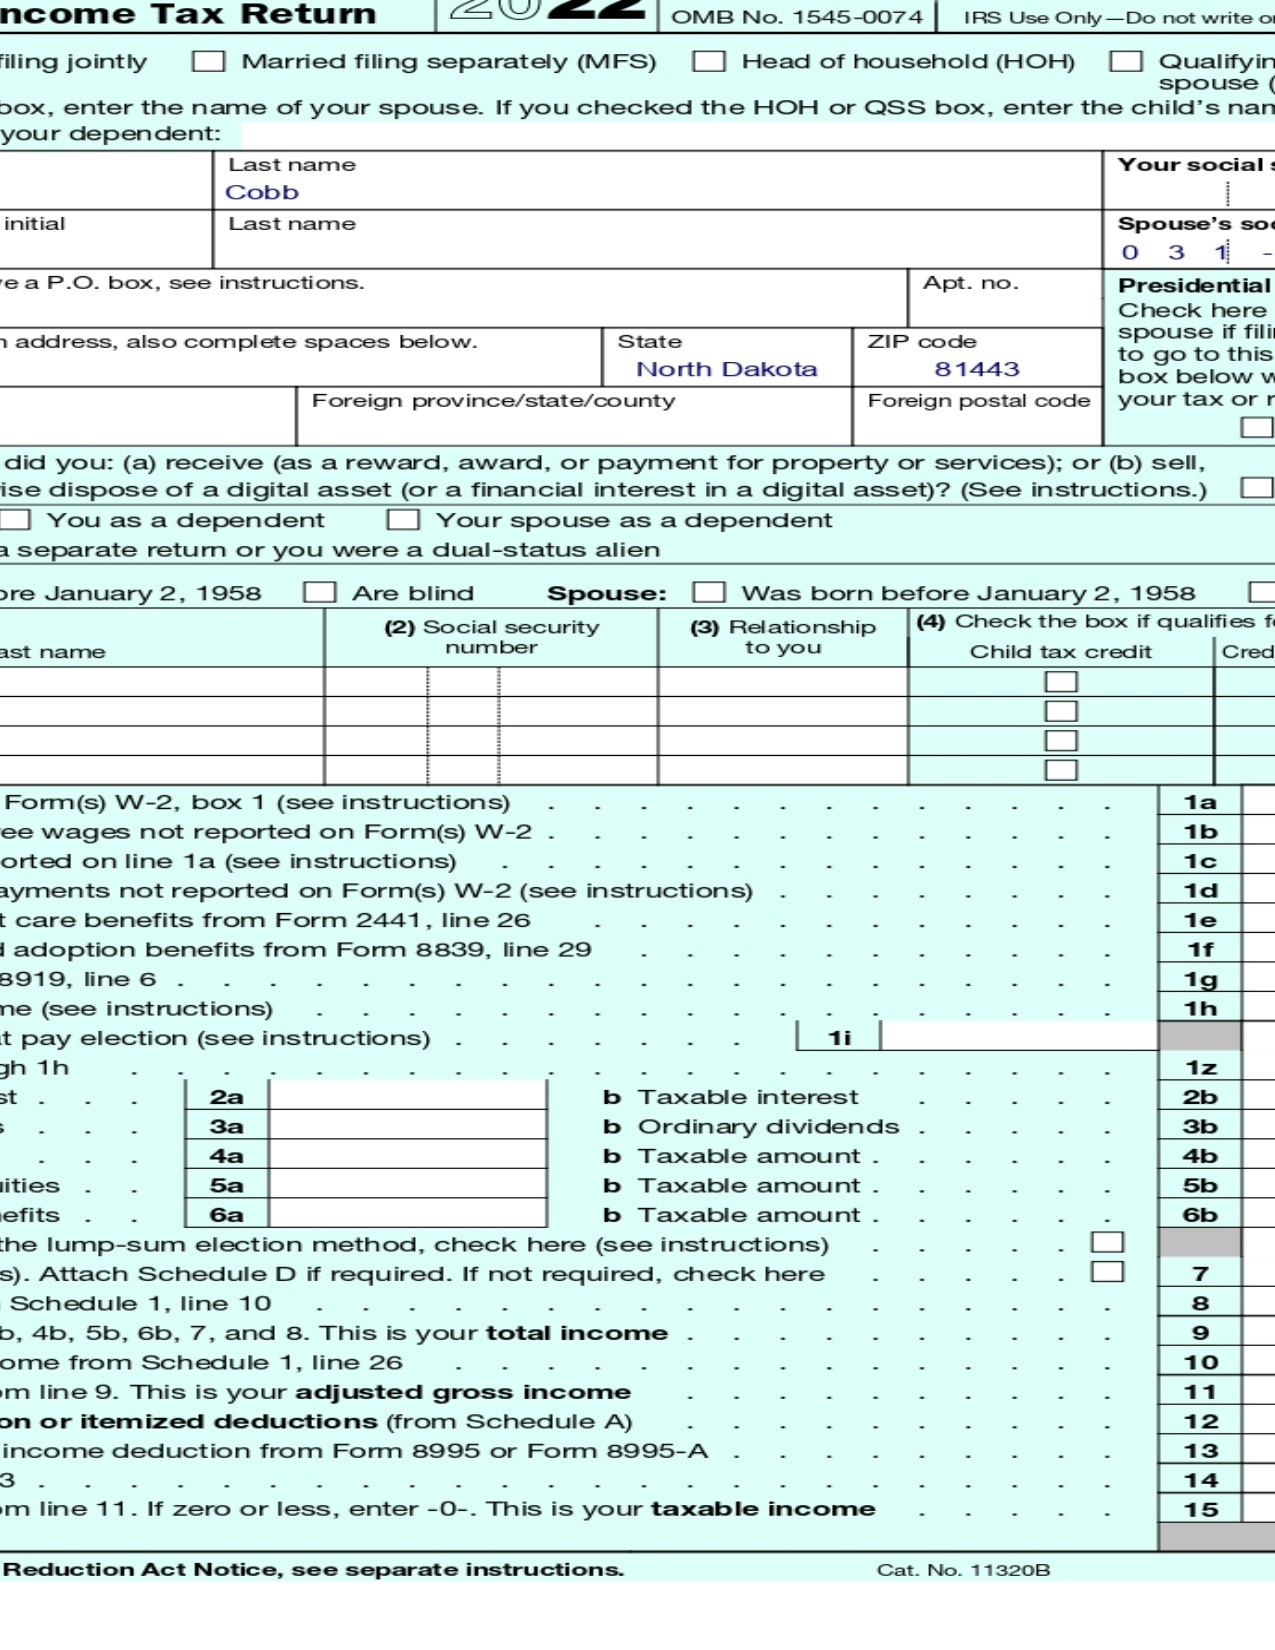 ncome Tax Return 2022 OMB No. 1545-0074 IRS Use Only—Do not write o
filing jointly Married filing separately (MFS) Head of household (HOH) Qualifyin
spouse (
box, enter the name of your spouse. If you checked the HOH or QSS box, enter the child's nam
your dependent:
Last name Your social s
Cobb
initial Last name Spouse's soc
0 3 1 -
ve a P.O. box, see instructions. Apt. no. Presidential
Check here
n address, also complete spaces below. State ZIP code spouse if fili
North Dakota 81443 to go to this
box below w
Foreign province/state/county Foreign postal code your tax or r
did you: (a) receive (as a reward, award, or payment for property or services); or (b) sell,
ise dispose of a digital asset (or a financial interest in a digital asset)? (See instructions.)
You as a dependent Your spouse as a dependent
a separate return or you were a dual-status alien
ore January 2, 1958 Are blind Spouse: Was born before January 2, 1958
(2) Social security number (3) Relationship to you (4) Check the box if qualifies f
ast name Child tax credit Cred
Form(s) W-2, box 1 (see instructions) . . . . . . . . . . . . . 1a
ee wages not reported on Form(s) W-2 . . . . . . . . . . . . . 1b
orted on line 1a (see instructions) . . . . . . . . . . . . . . 1c
ayments not reported on Form(s) W-2 (see instructions) . . . . . . . . 1d
t care benefits from Form 2441, line 26 . . . . . . . . . . . . 1e
d adoption benefits from Form 8839, line 29 . . . . . . . . . . . 1f
8919, line 6 . . . . . . . . . . . . . . . . . . . . . 1g
me (see instructions) . . . . . . . . . . . . . . . . . . 1h
at pay election (see instructions) . . . . . . . 1i
gh 1h . . . . . . . . . . . . . . . . . . . . . . 1z
st . . . 2a b Taxable interest . . . . . 2b
s . . . 3a b Ordinary dividends . . . . . 3b
. . . 4a b Taxable amount . . . . . . 4b
uities . . 5a b Taxable amount . . . . . . 5b
efits . . 6a b Taxable amount . . . . . . 6b
the lump-sum election method, check here (see instructions) . . . . .
s). Attach Schedule D if required. If not required, check here . . . . . 7
Schedule 1, line 10 . . . . . . . . . . . . . . . . . . 8
b, 4b, 5b, 6b, 7, and 8. This is your total income . . . . . . . . . . 9
ome from Schedule 1, line 26 . . . . . . . . . . . . . . . 10
om line 9. This is your adjusted gross income . . . . . . . . . . 11
on or itemized deductions (from Schedule A) . . . . . . . . . . 12
income deduction from Form 8995 or Form 8995-A . . . . . . . . . 13
3 . . . . . . . . . . . . . . . . . . . . . . . . 14
om line 11. If zero or less, enter -0-. This is your taxable income . . . . . 15
Reduction Act Notice, see separate instructions. Cat. No. 11320B